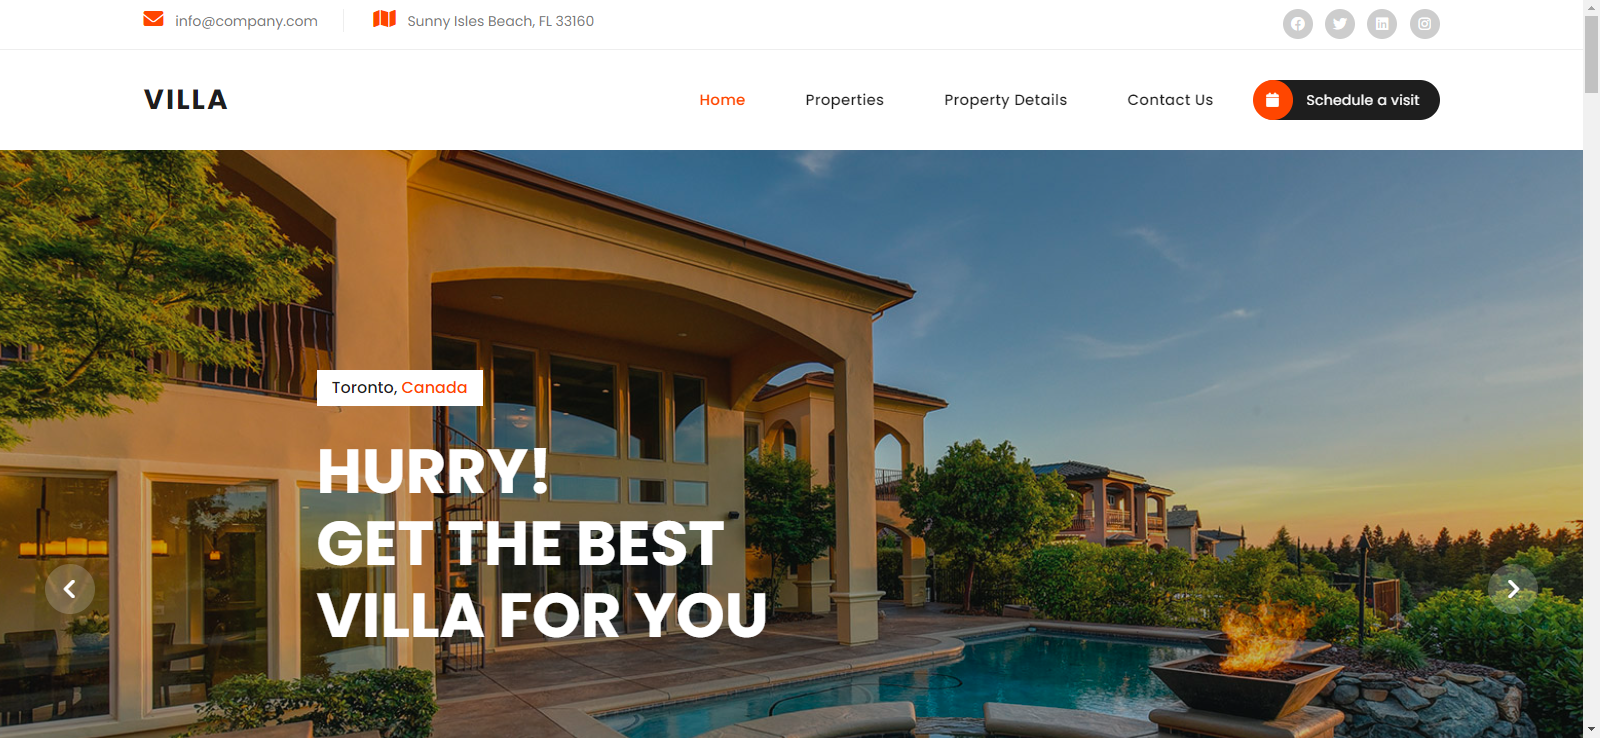 info@company.com
Sunny Isles Beach, FL 33160
VILLA
Home
Properties
Property Details
Contact Us
Schedule a visit
Toronto, Canada
HURRY!
GET THE BEST
VILLA FOR YOU